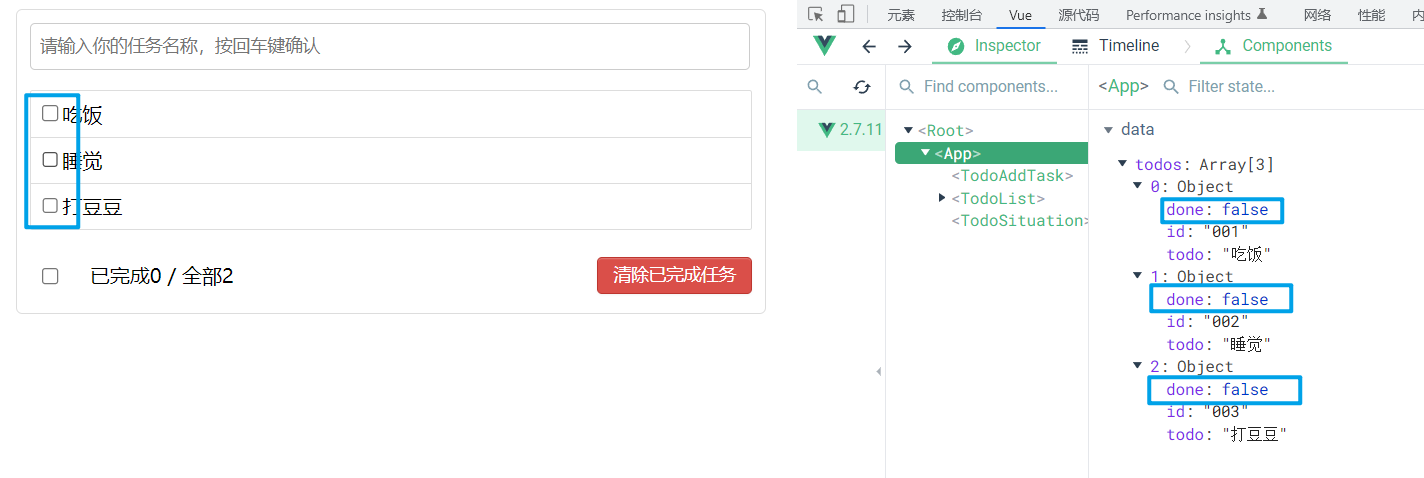 请输入你的任务名称，按回车键确认
吃饭
睡觉
打豆豆
已完成0 / 全部2
清除已完成任务
元素 控制台 Vue 源代码 Performance insights 网络 性能
Inspector Timeline Components
Find components...
<App> Filter state...
2.7.11
<Root>
<App>
<TodoAddTask>
<TodoList>
<TodoSituation>
data
todos: Array[3]
0: Object
done: false
id: "001"
todo: "吃饭"
1: Object
done: false
id: "002"
todo: "睡觉"
2: Object
done: false
id: "003"
todo: "打豆豆"